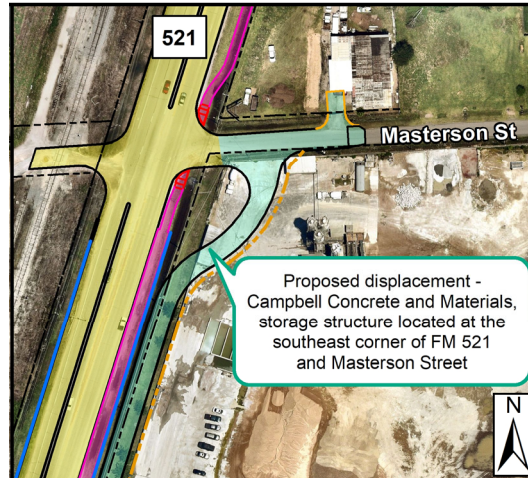 521
Masterson St
Proposed displacement -
Campbell Concrete and Materials,
storage structure located at the
southeast corner of FM 521
and Masterson Street
N